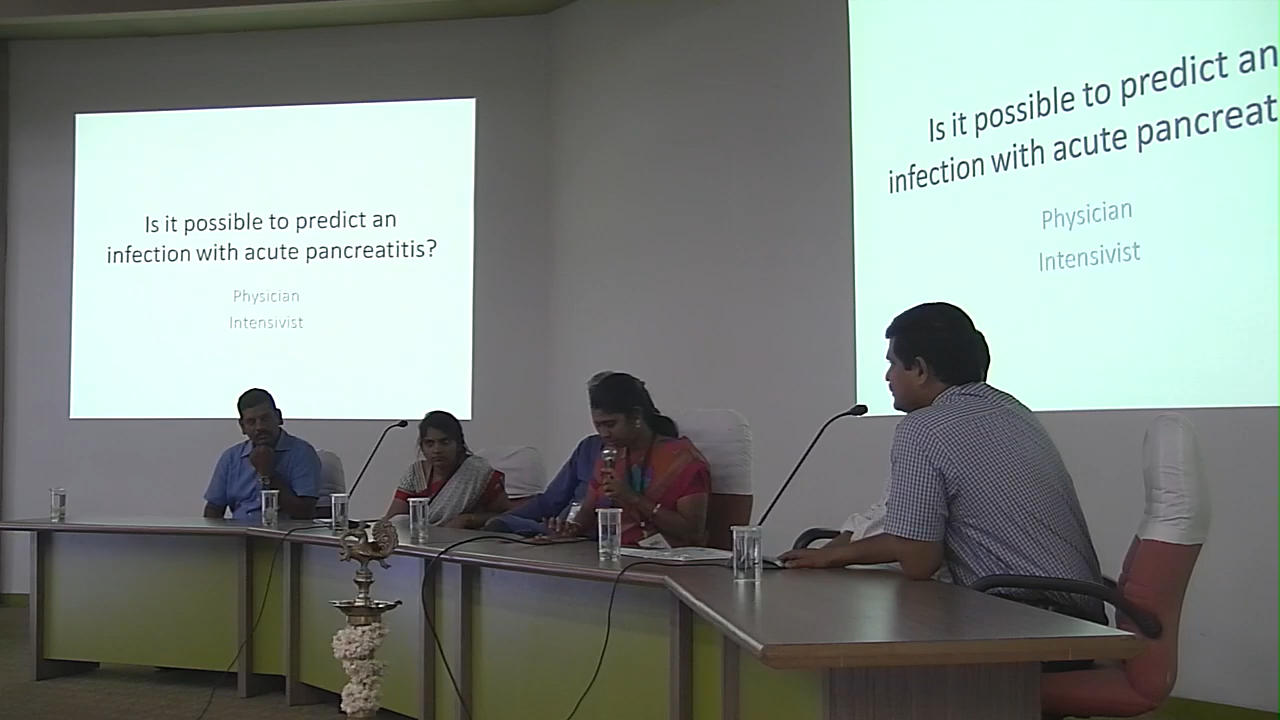 Is it possible to predict an
infection with acute pancreatitis?
Physician
Intensivist
Is it possible to predict an
infection with acute pancreat
Physician
Intensivist